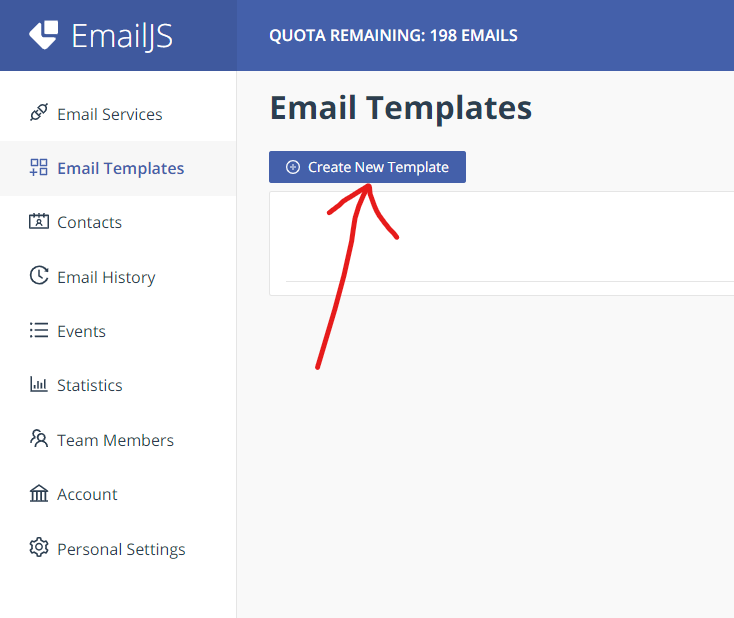 EmailJS
QUOTA REMAINING: 198 EMAILS
Email Services
Email Templates
Contacts
Email History
Events
Statistics
Team Members
Account
Personal Settings
Email Templates
Create New Template